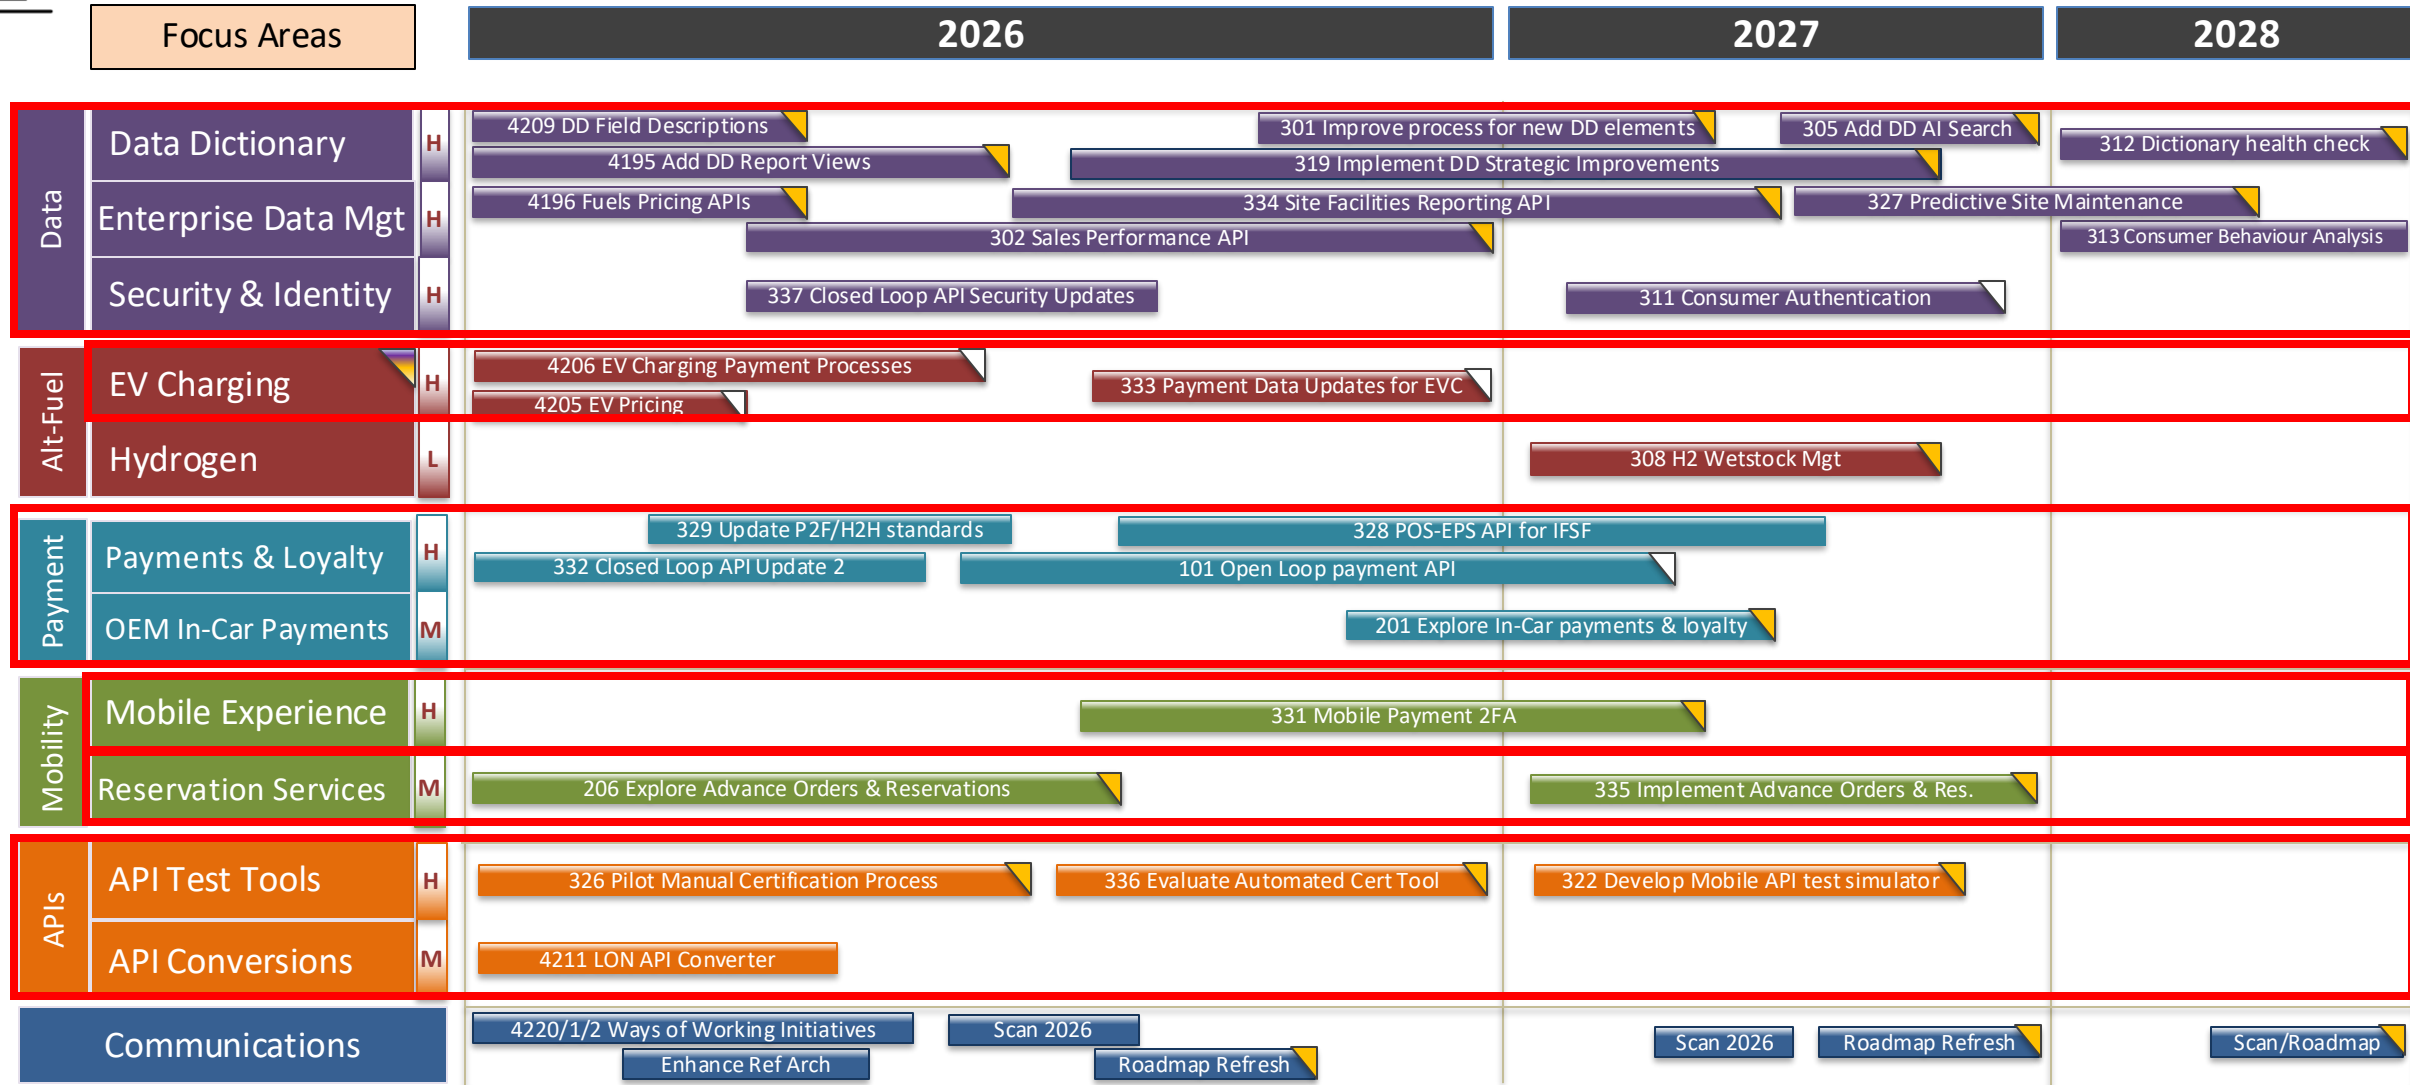 Focus Areas
2026
2027
2028
Data
Data Dictionary
H
4209 DD Field Descriptions
301 Improve process for new DD elements
305 Add DD AI Search
312 Dictionary health check
4195 Add DD Report Views
319 Implement DD Strategic Improvements
Enterprise Data Mgt
H
4196 Fuels Pricing APIs
334 Site Facilities Reporting API
327 Predictive Site Maintenance
302 Sales Performance API
313 Consumer Behaviour Analysis
Security & Identity
H
337 Closed Loop API Security Updates
311 Consumer Authentication
Alt-Fuel
EV Charging
H
4206 EV Charging Payment Processes
333 Payment Data Updates for EVC
4205 EV Pricing
Hydrogen
L
308 H2 Wetstock Mgt
Payment
Payments & Loyalty
H
329 Update P2F/H2H standards
328 POS-EPS API for IFSF
332 Closed Loop API Update 2
101 Open Loop payment API
OEM In-Car Payments
M
201 Explore In-Car payments & loyalty
Mobility
Mobile Experience
H
331 Mobile Payment 2FA
Reservation Services
M
206 Explore Advance Orders & Reservations
335 Implement Advance Orders & Res.
APIs
API Test Tools
H
326 Pilot Manual Certification Process
336 Evaluate Automated Cert Tool
322 Develop Mobile API test simulator
API Conversions
M
4211 LON API Converter
Communications
4220/1/2 Ways of Working Initiatives
Scan 2026
Scan 2026
Roadmap Refresh
Scan/Roadmap
Enhance Ref Arch
Roadmap Refresh